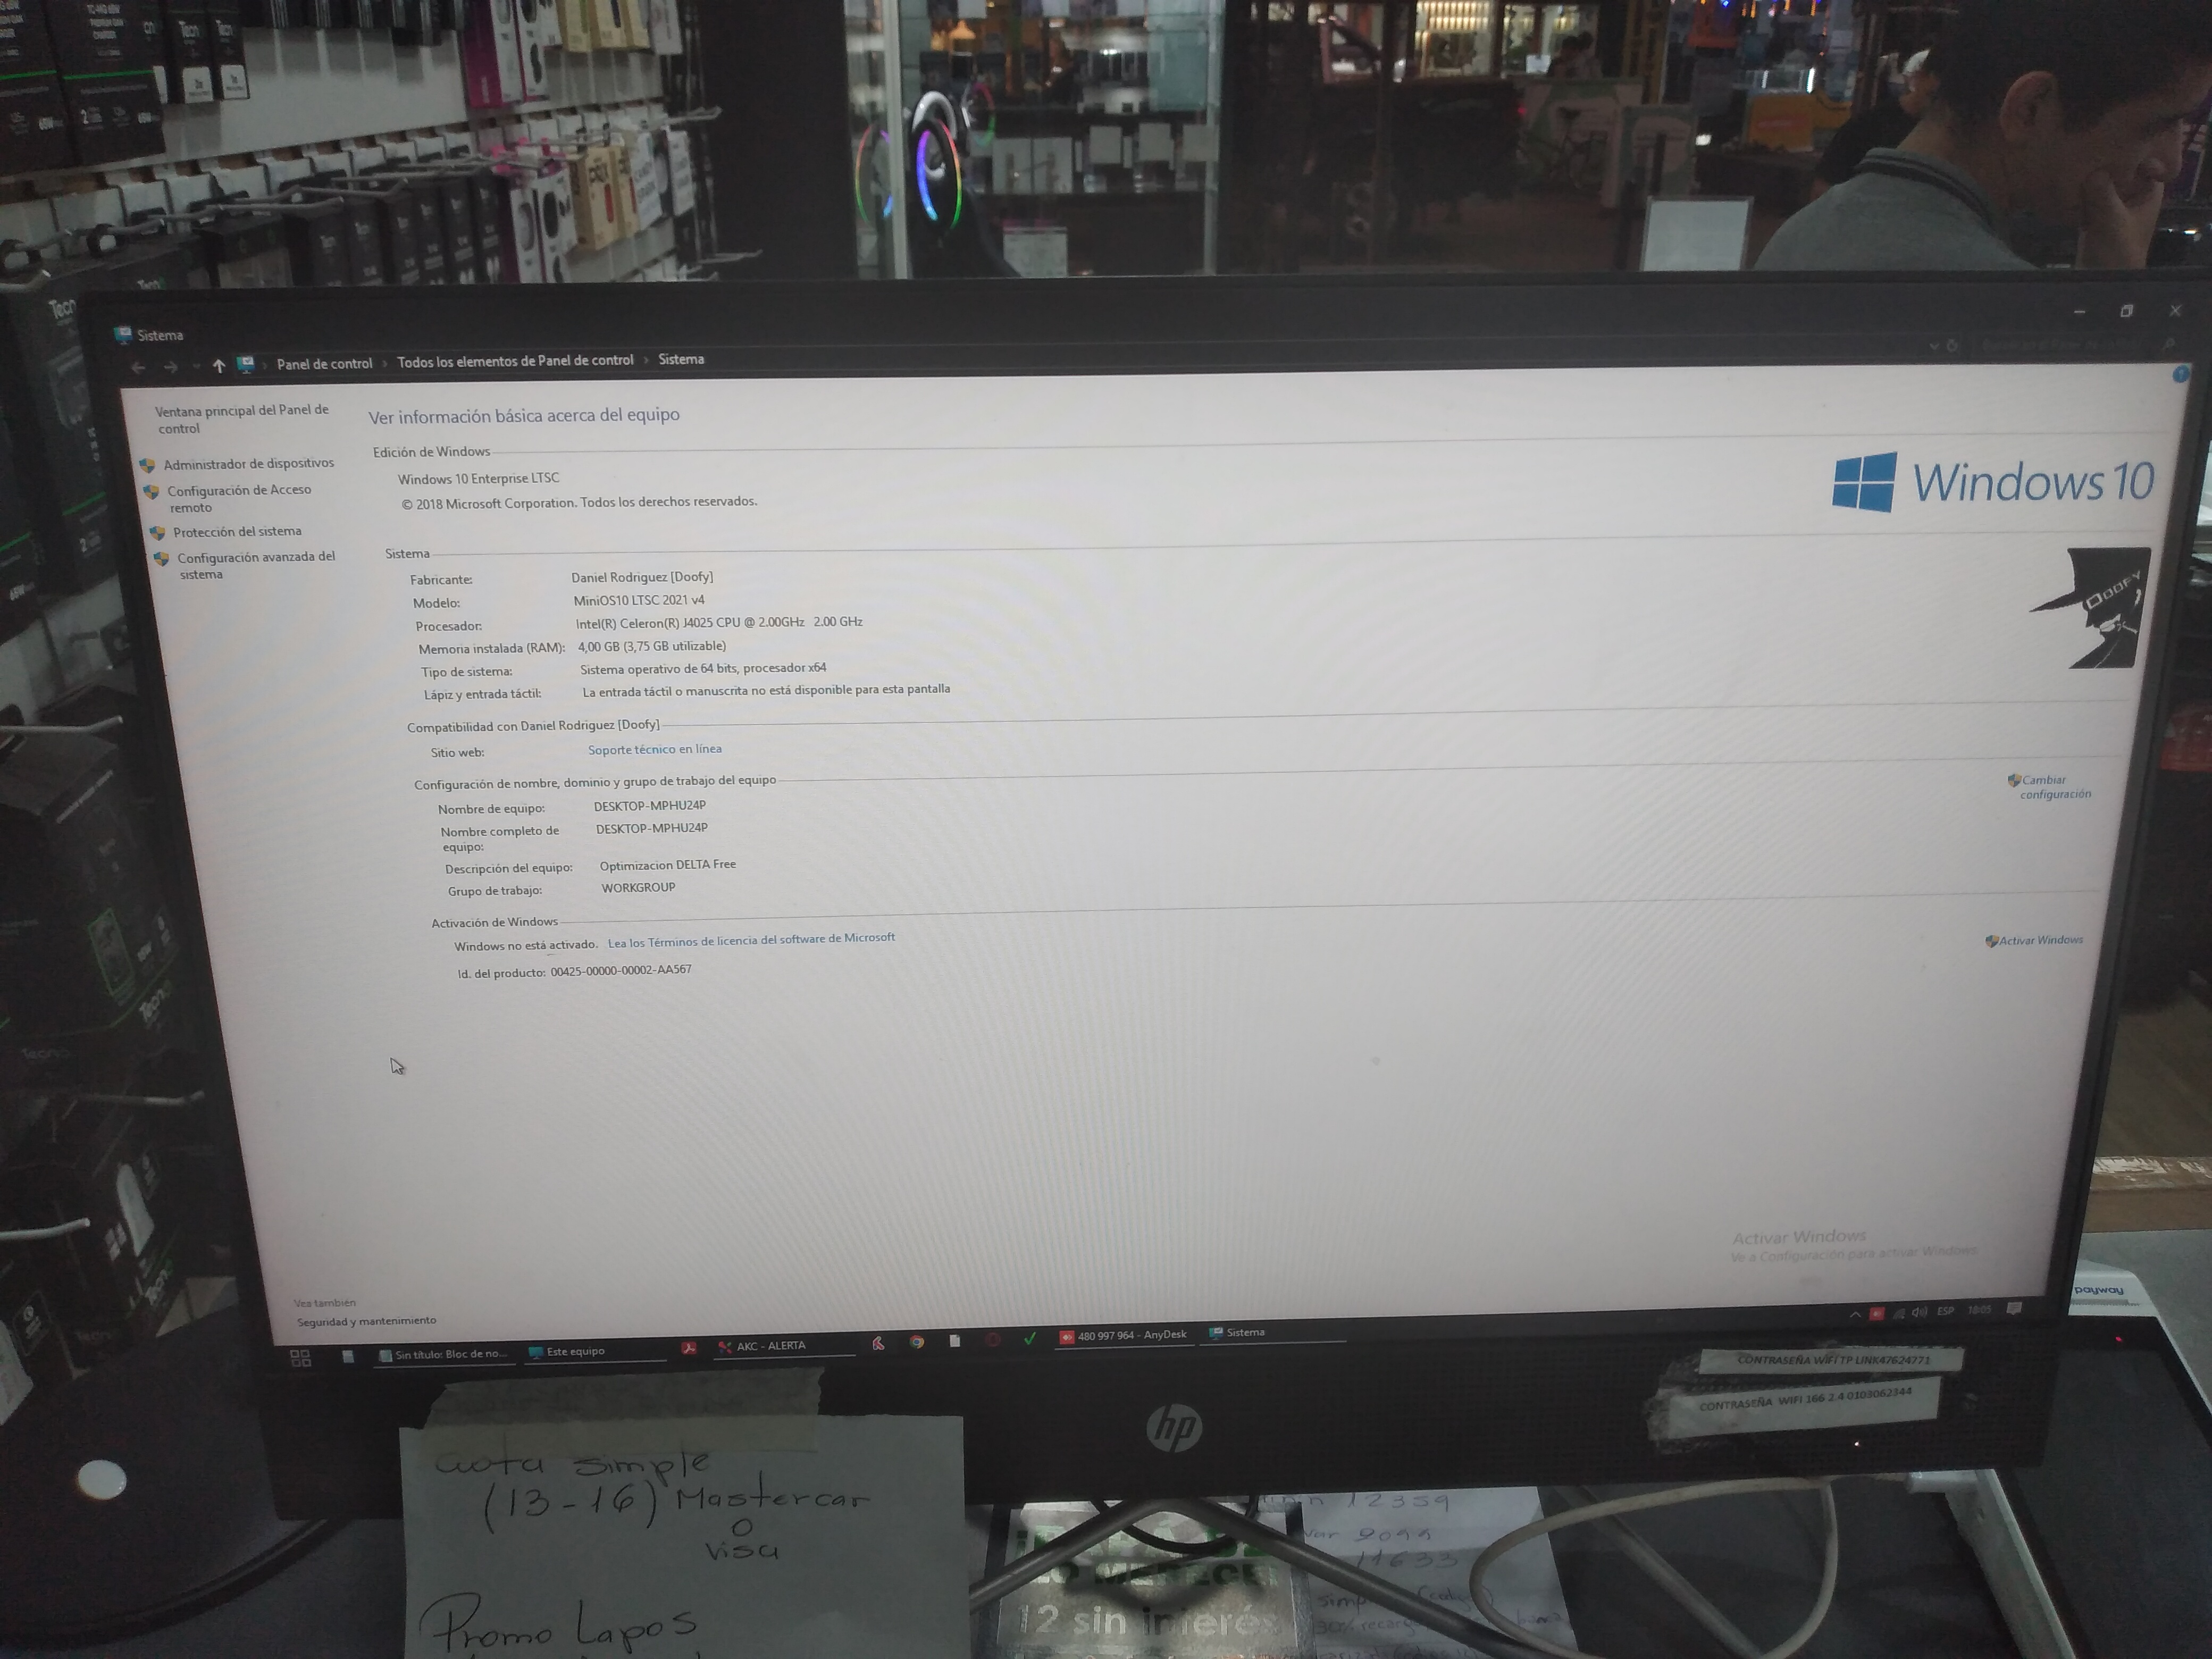 Tecn
Tecn
Sistema
Panel de control › Todos los elementos de Panel de control › Sistema
Ventana principal del Panel de
control
Administrador de dispositivos
Configuración de Acceso
remoto
Protección del sistema
Configuración avanzada del
sistema
Ver información básica acerca del equipo
Edición de Windows
Windows 10 Enterprise LTSC
© 2018 Microsoft Corporation. Todos los derechos reservados.
Windows 10
Sistema
Fabricante: Daniel Rodriguez [Doofy]
Modelo: MiniOS10 LTSC 2021 v4
Procesador: Intel(R) Celeron(R) J4025 CPU @ 2.00GHz 2.00 GHz
Memoria instalada (RAM): 4,00 GB (3,75 GB utilizable)
Tipo de sistema: Sistema operativo de 64 bits, procesador x64
Lápiz y entrada táctil: La entrada táctil o manuscrita no está disponible para esta pantalla
DOOFY
Compatibilidad con Daniel Rodriguez [Doofy]
Sitio web: Soporte técnico en línea
Configuración de nombre, dominio y grupo de trabajo del equipo
Nombre de equipo: DESKTOP-MPHU24P
Nombre completo de
equipo: DESKTOP-MPHU24P
Descripción del equipo: Optimizacion DELTA Free
Grupo de trabajo: WORKGROUP
Cambiar
configuración
Activación de Windows
Windows no está activado. Lea los Términos de licencia del software de Microsoft
Id. del producto: 00425-00000-00002-AA567
Activar Windows
Activar Windows
Ve a Configuración para activar Windows
Vea también
Seguridad y mantenimiento
Sin título: Bloc de no...
Este equipo
AKC - ALERTA
480 997 964 - AnyDesk
Sistema
ESP 18:05
payway
CONTRASEÑA WIFI TP LINK47624771
CONTRASEÑA WIFI 166 2.4 0103062344
hp
cuota simple
(13-16) Mastercar
o
visa
Promo Lapos
12 sin interés
12359
11633